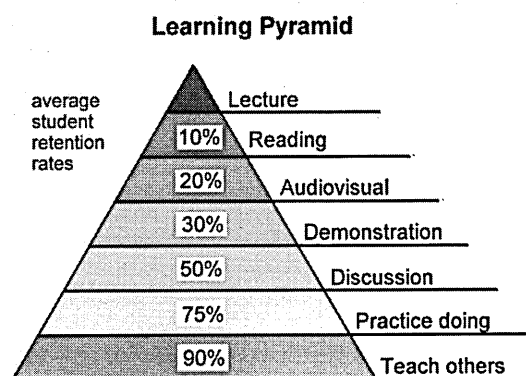 Learning Pyramid
average
student
retention
rates
Lecture
10% Reading
20% Audiovisual
30% Demonstration
50% Discussion
75% Practice doing
90% Teach others